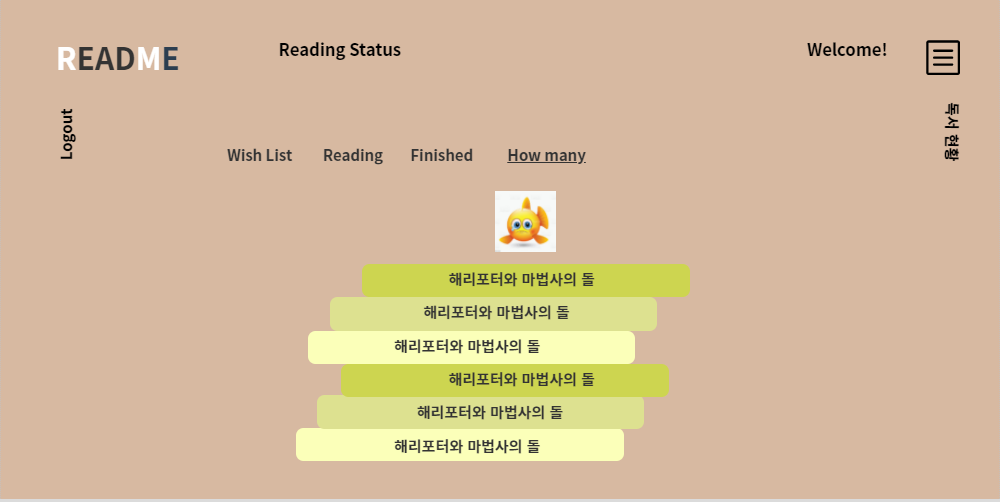 README
Reading Status
Welcome!
Logout
독서 현황
Wish List
Reading
Finished
How many
해리포터와 마법사의 돌
해리포터와 마법사의 돌
해리포터와 마법사의 돌
해리포터와 마법사의 돌
해리포터와 마법사의 돌
해리포터와 마법사의 돌